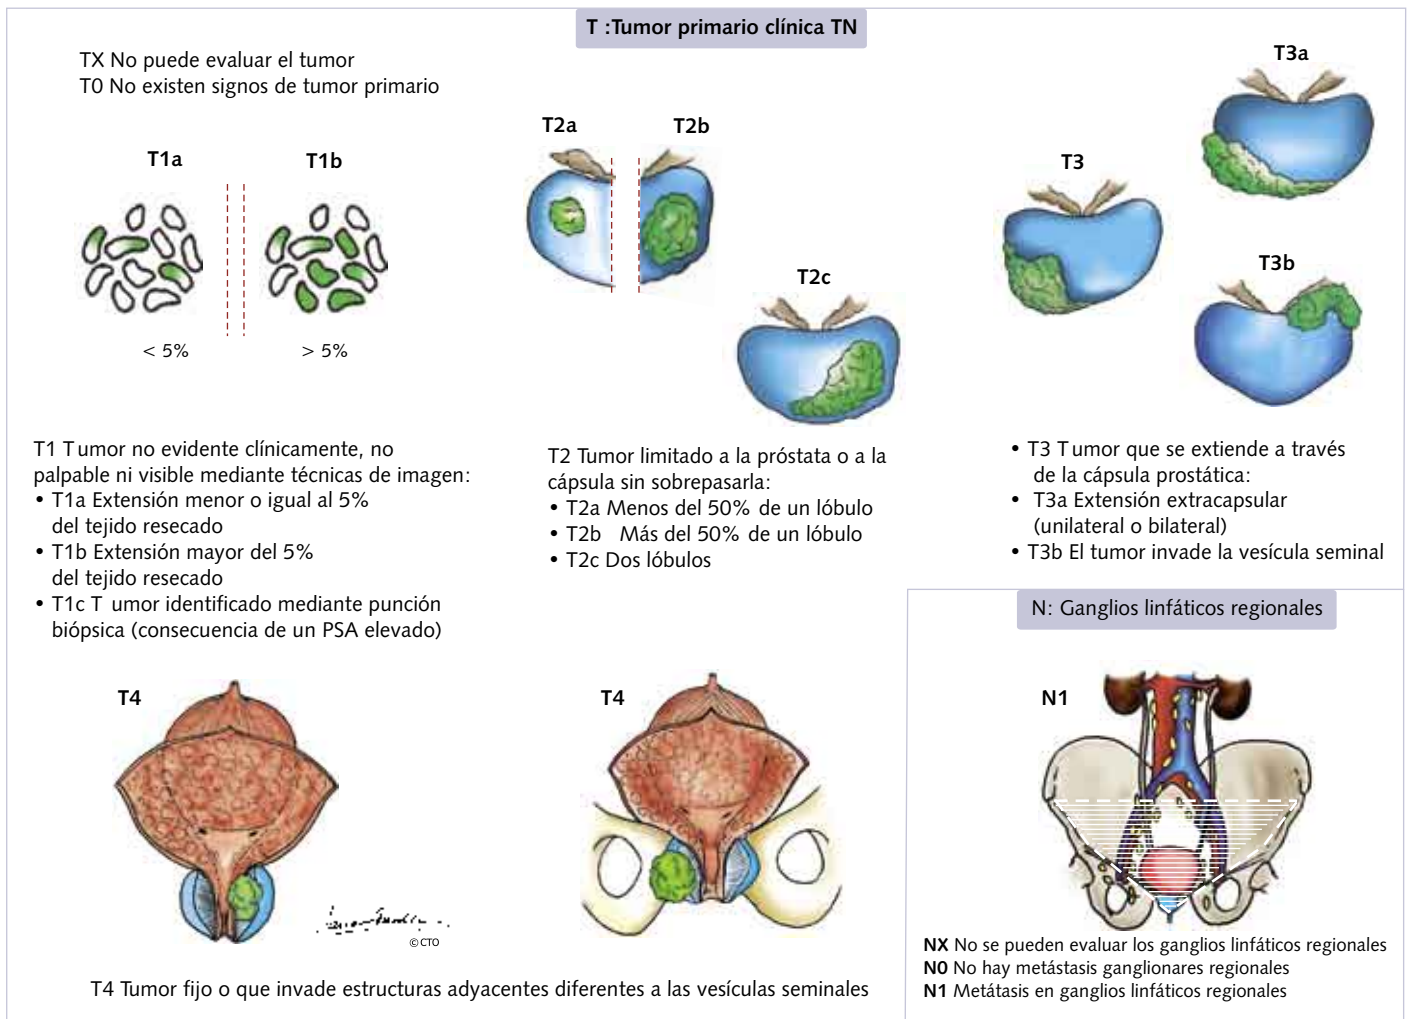 T :Tumor primario clínica TN
TX No puede evaluar el tumor
T0 No existen signos de tumor primario
T1a
T1b
< 5%
> 5%
T2a
T2b
T2c
T3
T3a
T3b
T1 Tumor no evidente clínicamente, no
palpable ni visible mediante técnicas de imagen:
• T1a Extensión menor o igual al 5%
del tejido resecado
• T1b Extensión mayor del 5%
del tejido resecado
• T1c T umor identificado mediante punción
biópsica (consecuencia de un PSA elevado)
T2 Tumor limitado a la próstata o a la
cápsula sin sobrepasarla:
• T2a Menos del 50% de un lóbulo
• T2b Más del 50% de un lóbulo
• T2c Dos lóbulos
• T3 Tumor que se extiende a través
de la cápsula prostática:
• T3a Extensión extracapsular
(unilateral o bilateral)
• T3b El tumor invade la vesícula seminal
T4
© CTO
T4
T4 Tumor fijo o que invade estructuras adyacentes diferentes a las vesículas seminales
N: Ganglios linfáticos regionales
N1
NX No se pueden evaluar los ganglios linfáticos regionales
N0 No hay metástasis ganglionares regionales
N1 Metátasis en ganglios linfáticos regionales